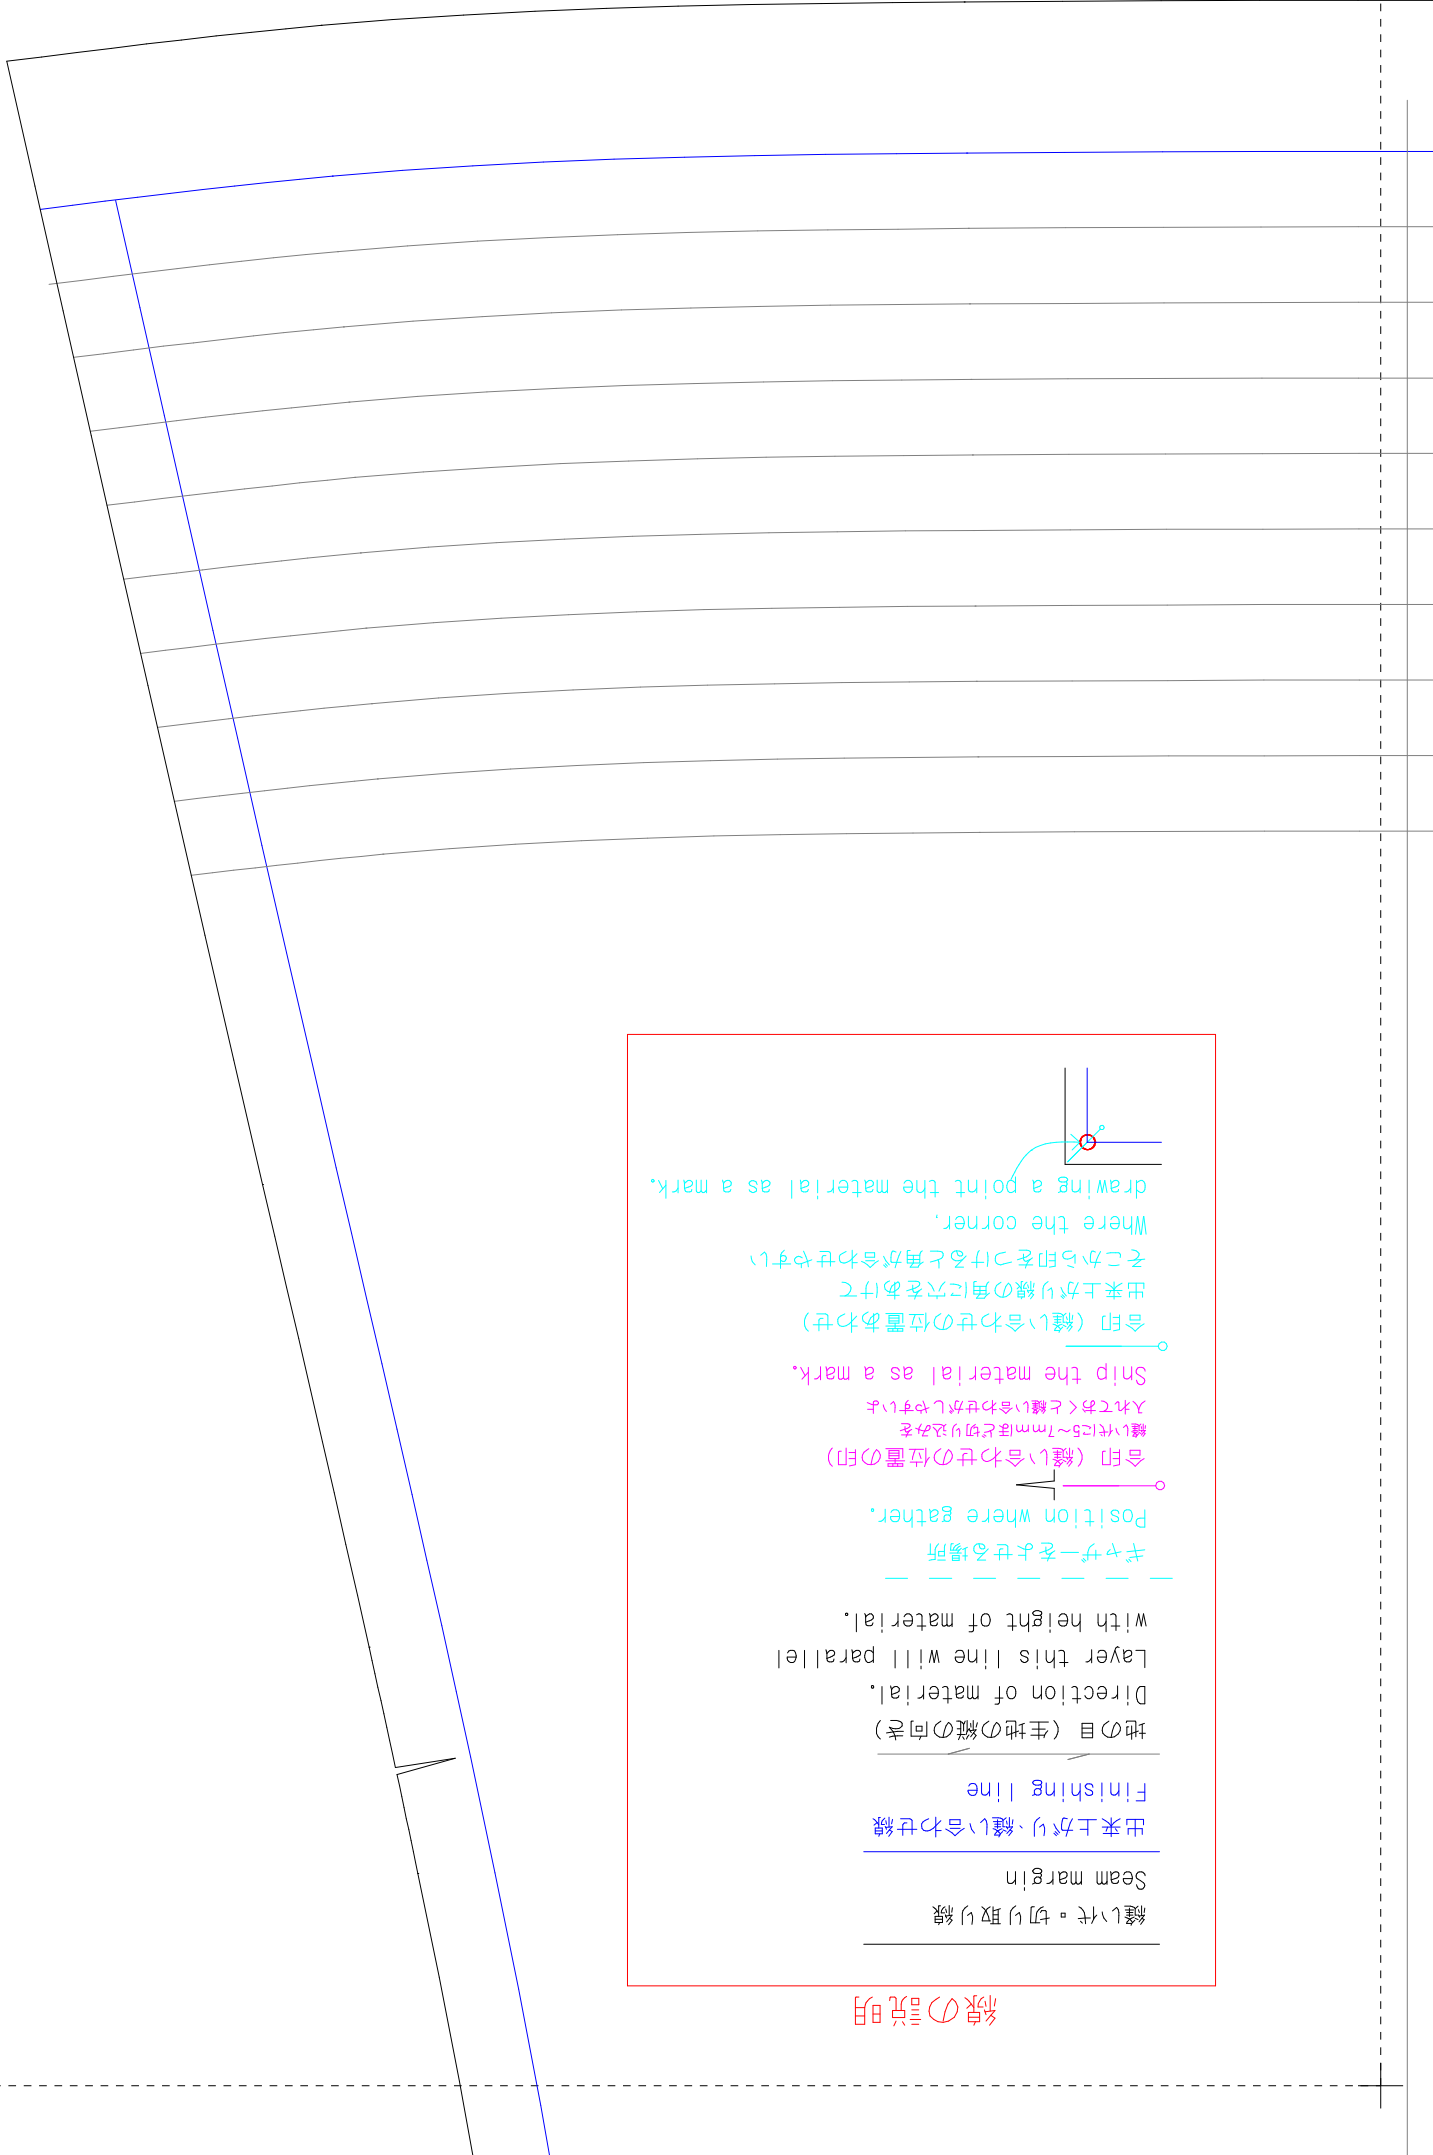 線の説明
縫い代・切り取り線
Seam margin
出来上がり、縫い合わせ線
Finishing line
地の目 (生地の縦の向き)
Direction of material.
Layer this line will parallel
with height of material.
ギャザーをよせる場所
Position where gather.
合印 (縫い合わせの位置の印)
縫い代に5~7mmほど切り込みを
入れておくと縫い合わせがしやすいよ
Snip the material as a mark.
合印 (縫い合わせの位置あわせ)
出来上がり線の角に穴をあけて
そこから印をつけると角が合わせやすい
Where the corner,
drawing a point the material as a mark.